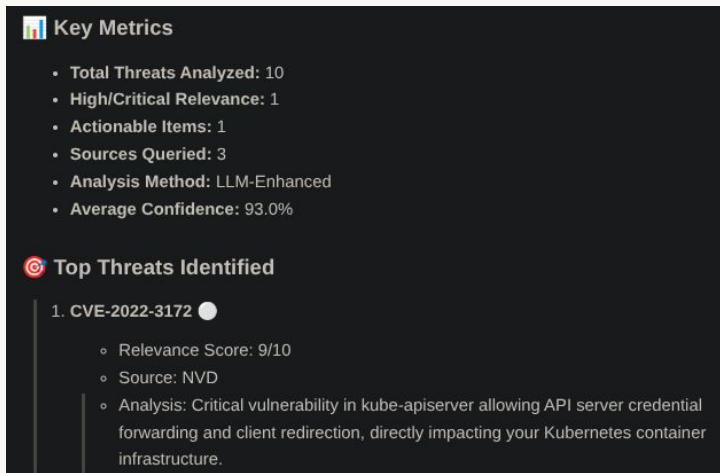 📊 Key Metrics
• Total Threats Analyzed: 10
• High/Critical Relevance: 1
• Actionable Items: 1
• Sources Queried: 3
• Analysis Method: LLM-Enhanced
• Average Confidence: 93.0%
🎯 Top Threats Identified
1. CVE-2022-3172 ⚪
◦ Relevance Score: 9/10
◦ Source: NVD
◦ Analysis: Critical vulnerability in kube-apiserver allowing API server credential
forwarding and client redirection, directly impacting your Kubernetes container
infrastructure.